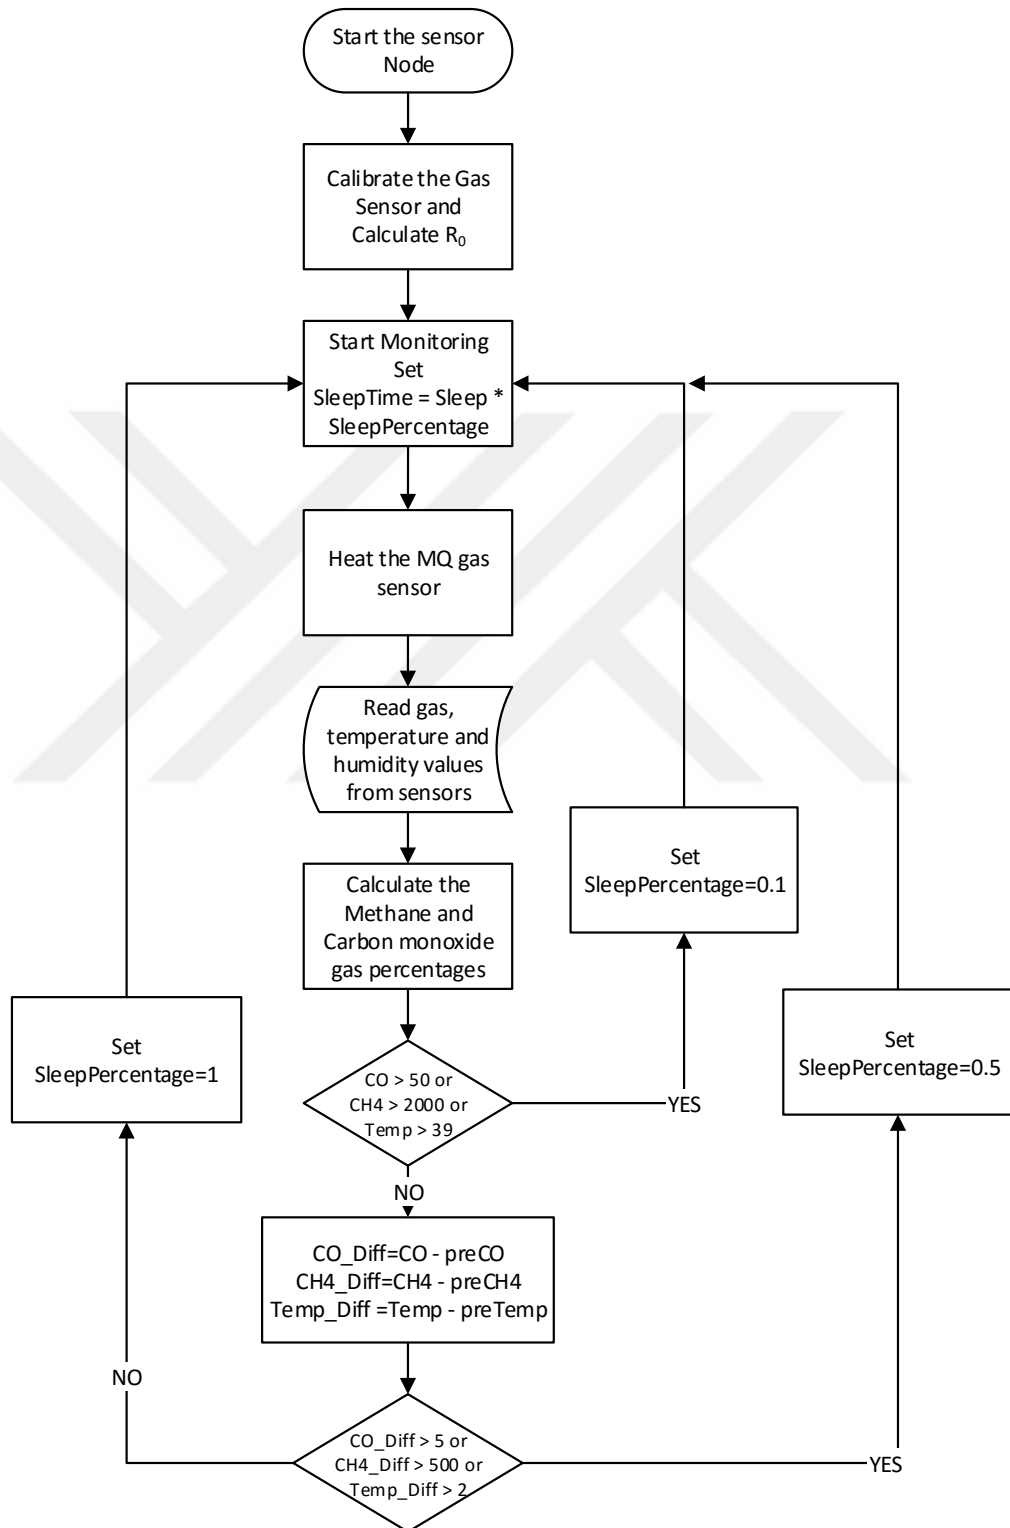 Start the sensor
Node
Calibrate the Gas
Sensor and
Calculate R₀
Start Monitoring
Set
SleepTime = Sleep *
SleepPercentage
Heat the MQ gas
sensor
Read gas,
temperature and
humidity values
from sensors
Calculate the
Methane and
Carbon monoxide
gas percentages
Set
SleepPercentage=0.1
Set
SleepPercentage=1
Set
SleepPercentage=0.5
CO > 50 or
CH4 > 2000 or
Temp > 39
YES
NO
CO_Diff=CO - preCO
CH4_Diff=CH4 - preCH4
Temp_Diff =Temp - preTemp
NO
CO_Diff > 5 or
CH4_Diff > 500 or
Temp_Diff > 2
YES